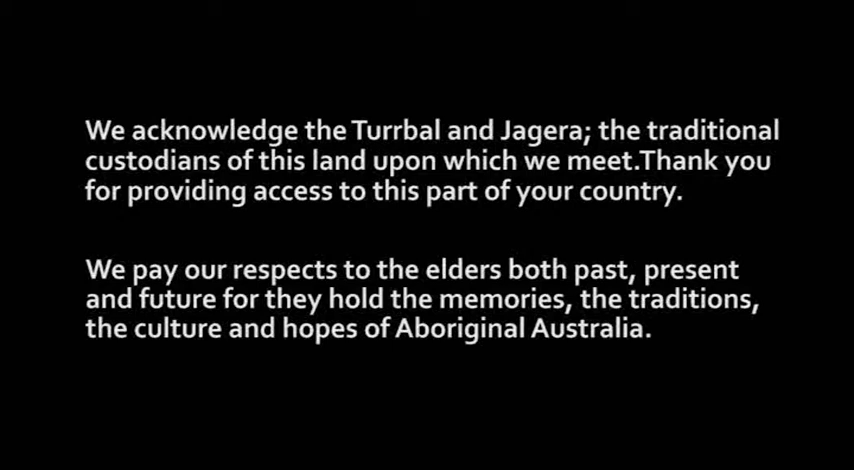 We acknowledge the Turrbal and Jagera; the traditional
custodians of this land upon which we meet.Thank you
for providing access to this part of your country.
We pay our respects to the elders both past, present
and future for they hold the memories, the traditions,
the culture and hopes of Aboriginal Australia.